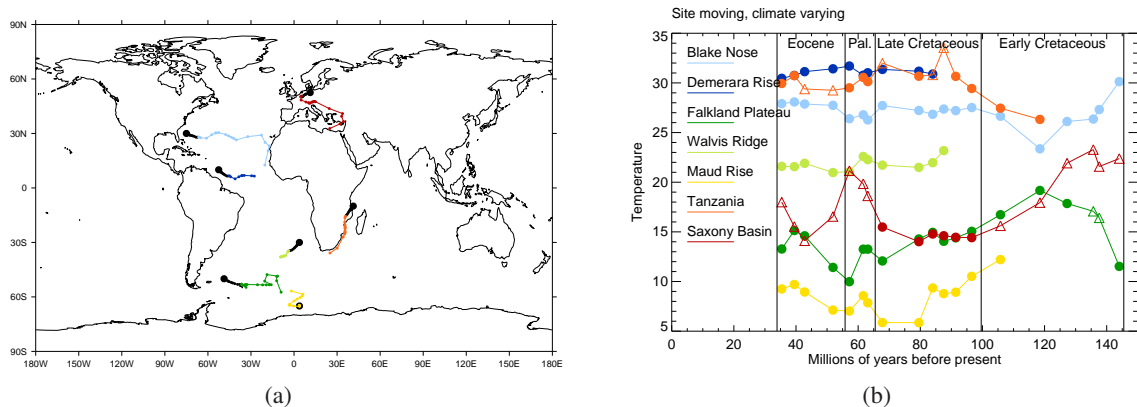 90N
60N
30N
0
30S
60S
90S
180W 150W 120W 90W 60W 30W 0 30E 60E 90E 120E 150E 180E
(a)
Site moving, climate varying
Eocene Pal. Late Cretaceous Early Cretaceous
Blake Nose
Demerara Rise
Falkland Plateau
Walvis Ridge
Maud Rise
Tanzania
Saxony Basin
Temperature
35
30
25
20
15
10
5
0 20 40 60 80 100 120 140
Millions of years before present
(b)